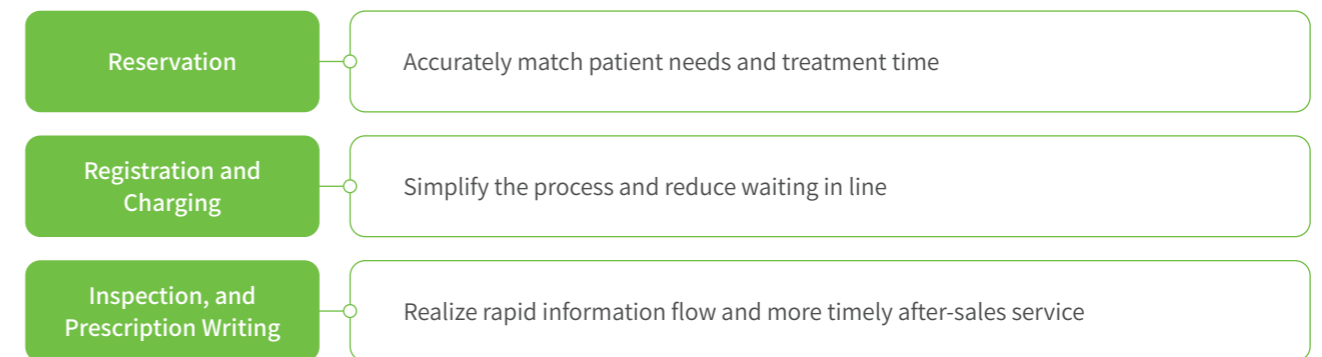 Reservation
Accurately match patient needs and treatment time
Registration and
Charging
Simplify the process and reduce waiting in line
Inspection, and
Prescription Writing
Realize rapid information flow and more timely after-sales service